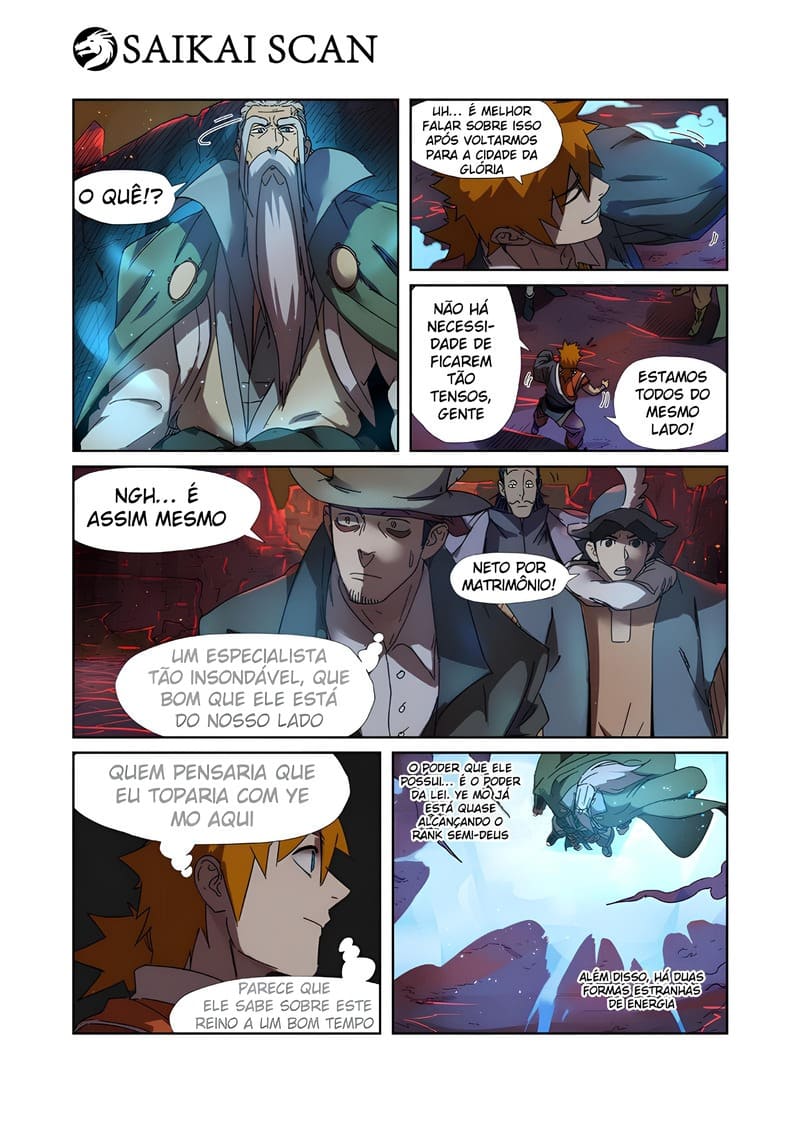 SAIKAI SCAN
O QUÊ!?
UH... É MELHOR
FALAR SOBRE ISSO
APÓS VOLTARMOS
PARA A CIDADE DA
GLÓRIA
NÃO HÁ
NECESSI-
DADE DE
FICAREM
TÃO
TENSOS,
GENTE
ESTAMOS
TODOS DO
MESMO
LADO!
NGH... É
ASSIM MESMO
NETO POR
MATRIMÔNIO!
UM ESPECIALISTA
TÃO INSONDÁVEL, QUE
BOM QUE ELE ESTÁ
DO NOSSO LADO
QUEM PENSARIA QUE
EU TOPARIA COM YE
MO AQUI
PARECE QUE
ELE SABE SOBRE ESTE
REINO A UM BOM TEMPO
O PODER QUE ELE
POSSUI... É O PODER
DA LEI. YE MO JÁ
ESTÁ QUASE
ALCANÇANDO O
RANK SEMI-DEUS
ALÉM DISSO, HÁ DUAS
FORMAS ESTRANHAS
DE ENERGIA